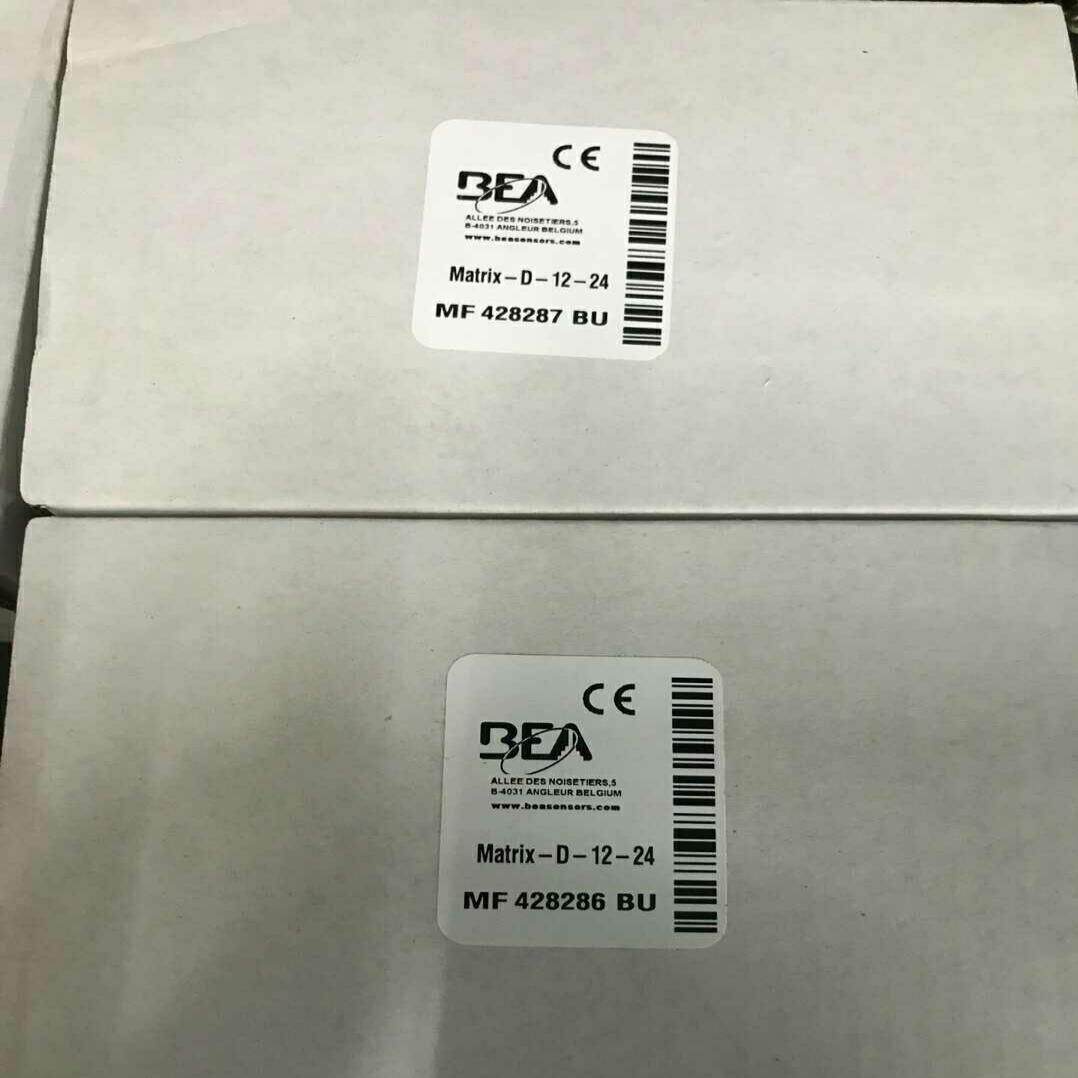 CE
BEA
ALLEE DES NOISETIERS,5
B-4031 ANGLEUR BELGIUM
www.beasensors.com
Matrix – D – 12 – 24
MF 428287 BU
CE
BEA
ALLEE DES NOISETIERS,5
B-4031 ANGLEUR BELGIUM
www.beasensors.com
Matrix – D – 12 – 24
MF 428286 BU